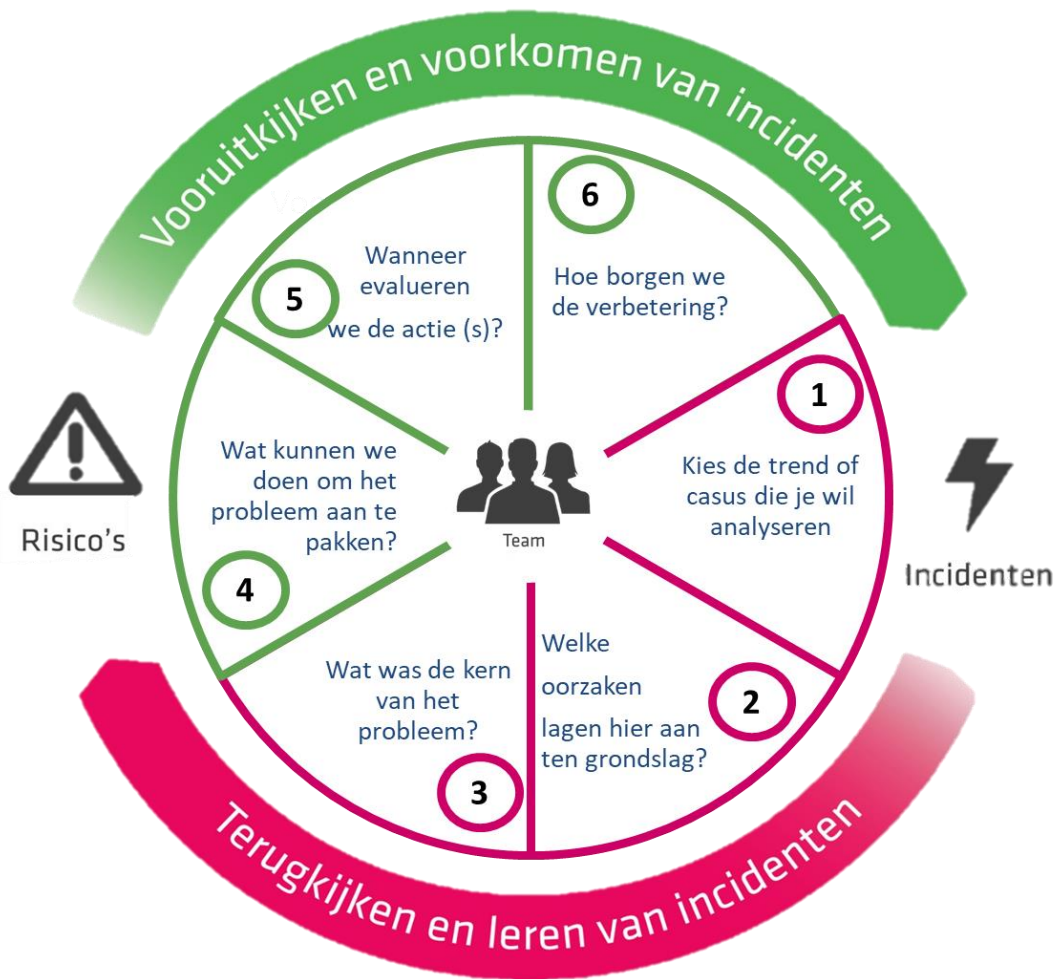 Vooruitkijken en voorkomen van incidenten
6
Hoe borgen we
de verbetering?
5
Wanneer
evalueren
we de actie (s)?
1
Kies de trend of
casus die je wil
analyseren
Wat kunnen we
doen om het
probleem aan te
pakken?
4
Risico's
Team
Incidenten
Welke
oorzaken
lagen hier aan
ten grondslag?
2
Wat was de kern
van het
probleem?
3
Terugkijken en leren van incidenten